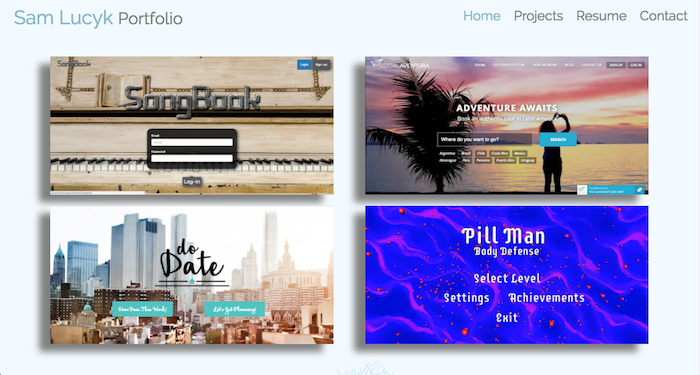 Sam Lucyk Portfolio
Home Projects Resume Contact
SongBook
Login Sign-up
SongBook
Email
Password
Log-in
LOCALAVENTURA
TOURS CUSTOMIZED TOURS HOW WE WORK BLOG CONTACT US SIGN UP LOG IN
ADVENTURE AWAITS
Book an authentic tour in Latin America
Where do you want to go? SEARCH
Argentina Brazil Chile Costa Rica Mexico
Nicaragua Peru Panama Puerto Rico Uruguay
do
Date
How Does This Work? Let's Get Planning!
Pill Man
Body Defense
Select Level
Settings Achievements
Exit